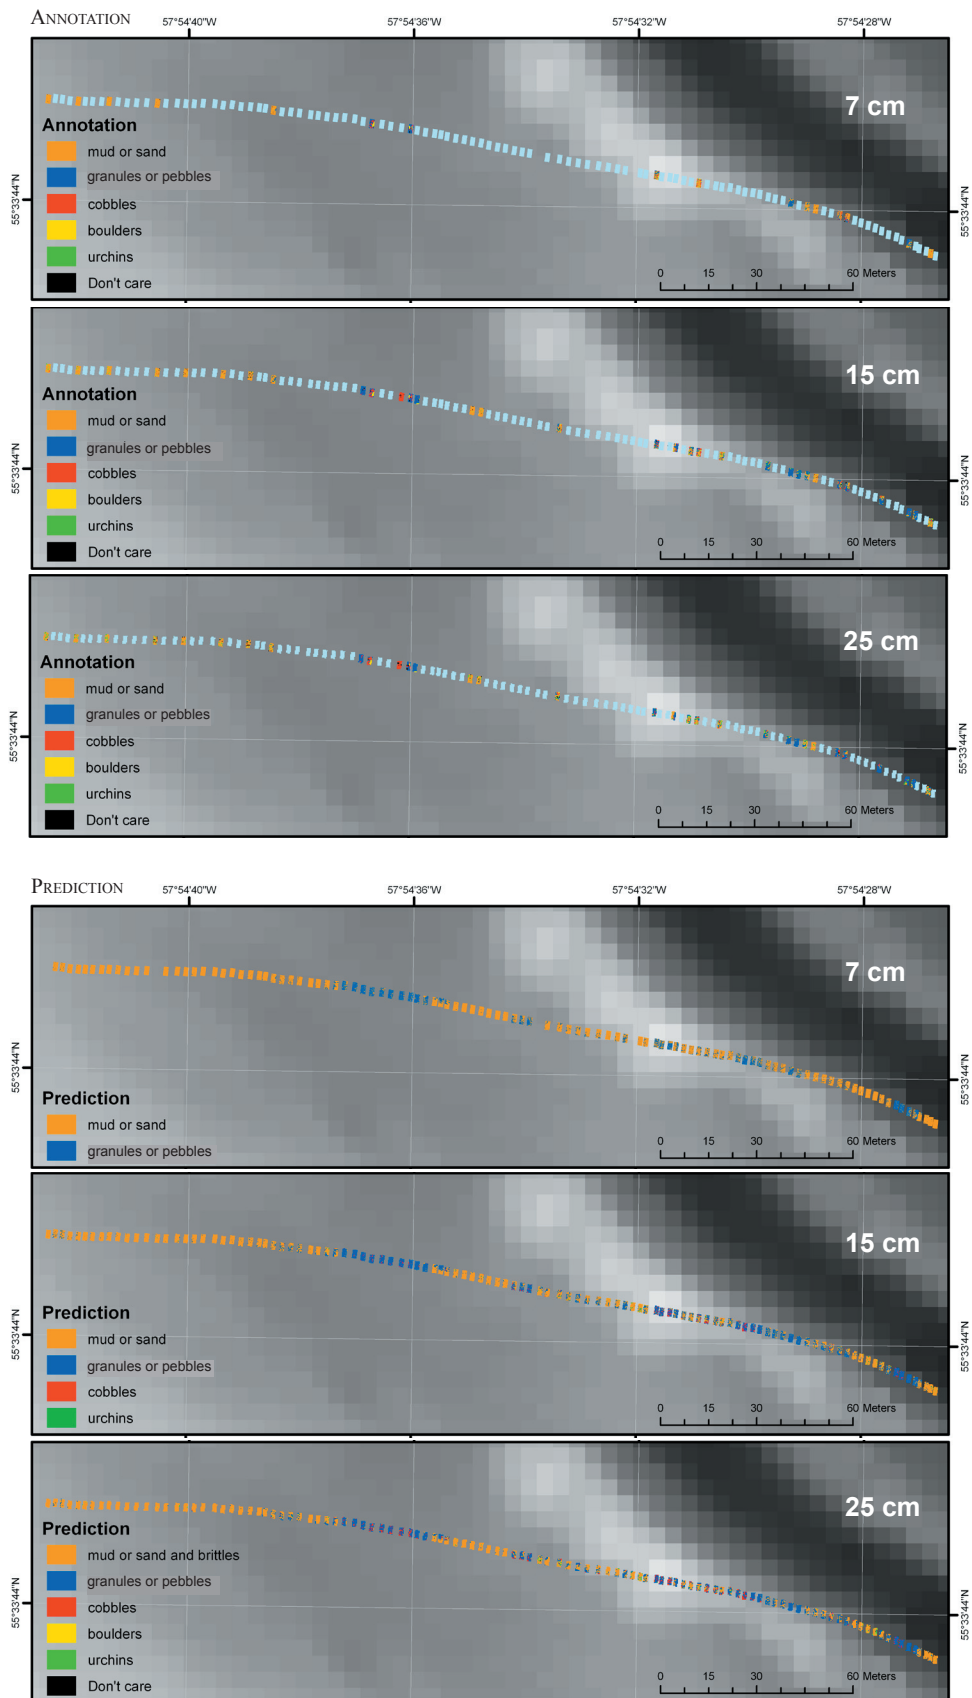 ANNOTATION
57°54'40"W 57°54'36"W 57°54'32"W 57°54'28"W
7 cm
Annotation
mud or sand
granules or pebbles
cobbles
boulders
urchins
Don't care
55°33'44"N
55°33'44"N
0 15 30 60 Meters
15 cm
Annotation
mud or sand
granules or pebbles
cobbles
boulders
urchins
Don't care
55°33'44"N
55°33'44"N
0 15 30 60 Meters
25 cm
Annotation
mud or sand
granules or pebbles
cobbles
boulders
urchins
Don't care
55°33'44"N
55°33'44"N
0 15 30 60 Meters
PREDICTION
57°54'40"W 57°54'36"W 57°54'32"W 57°54'28"W
7 cm
55°33'44"N
55°33'44"N
Prediction
mud or sand
granules or pebbles
0 15 30 60 Meters
15 cm
Prediction
mud or sand
granules or pebbles
cobbles
urchins
55°33'44"N
55°33'44"N
0 15 30 60 Meters
25 cm
Prediction
mud or sand and brittles
granules or pebbles
cobbles
boulders
urchins
Don't care
55°33'44"N
55°33'44"N
0 15 30 60 Meters